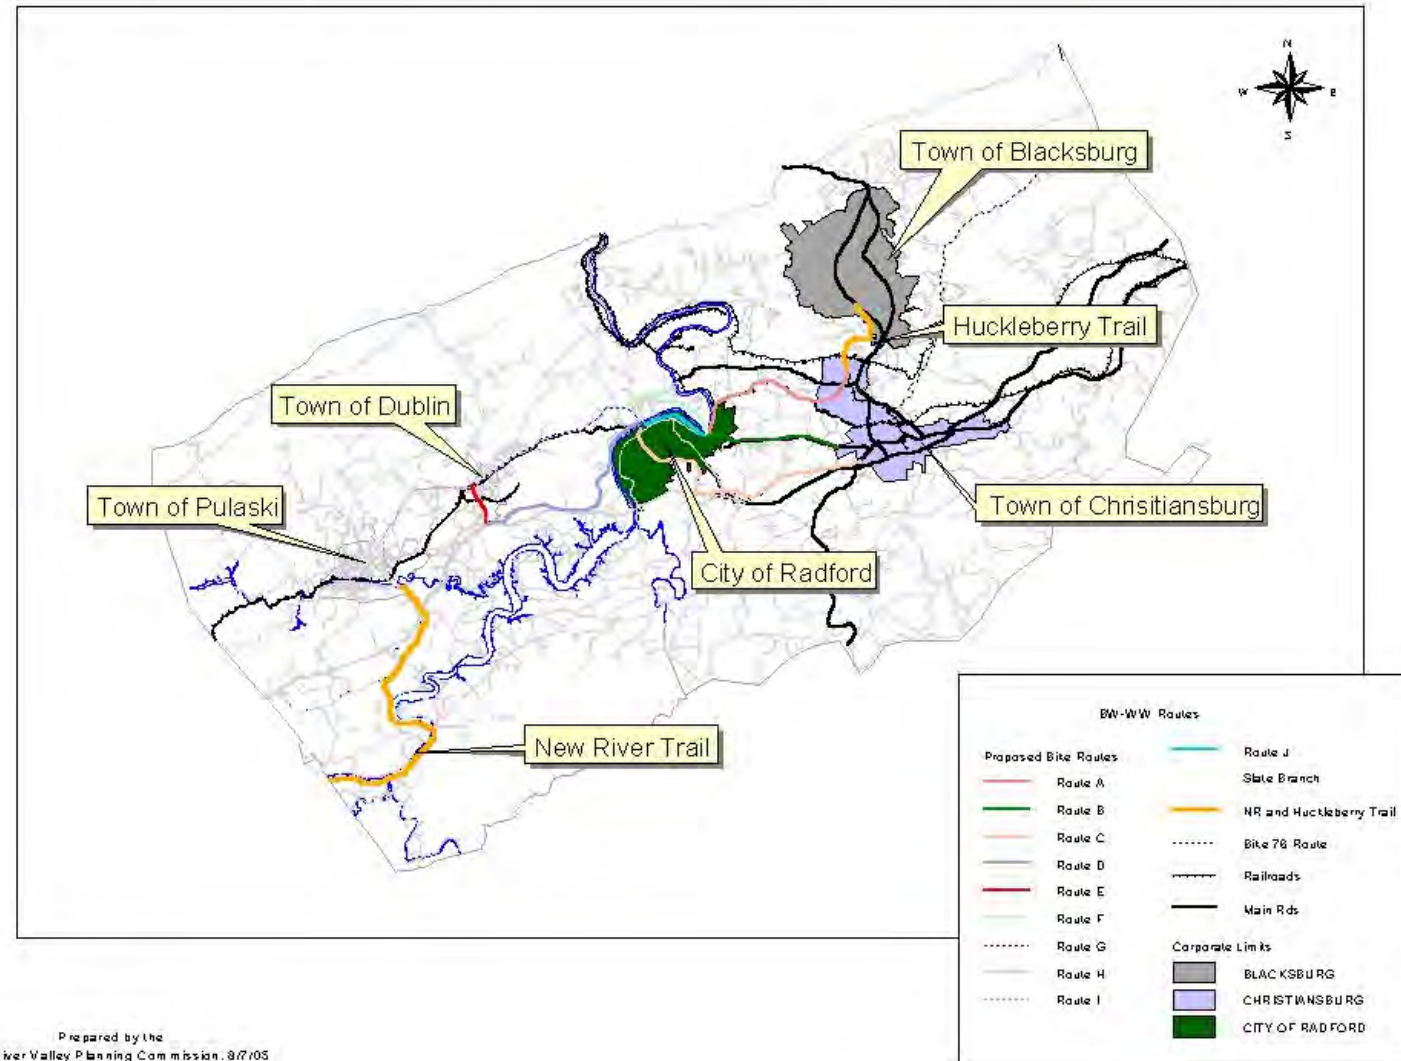 N
W E
S
Town of Blacksburg
Huckleberry Trail
Town of Dublin
Town of Pulaski
Town of Chrisitiansburg
City of Radford
New River Trail
BW-WW Routes
Proposed Bike Routes
Route A
Route B
Route C
Route D
Route E
Route F
Route G
Route H
Route I
Route J
State Branch
NR and Huckleberry Trail
Bike 76 Route
Railroads
Main Rds
Corporate Limits
BLACKSBURG
CHRISTIANSBURG
CITY OF RADFORD
Prepared by the
iver Valley Planning Commission. 8/7/05